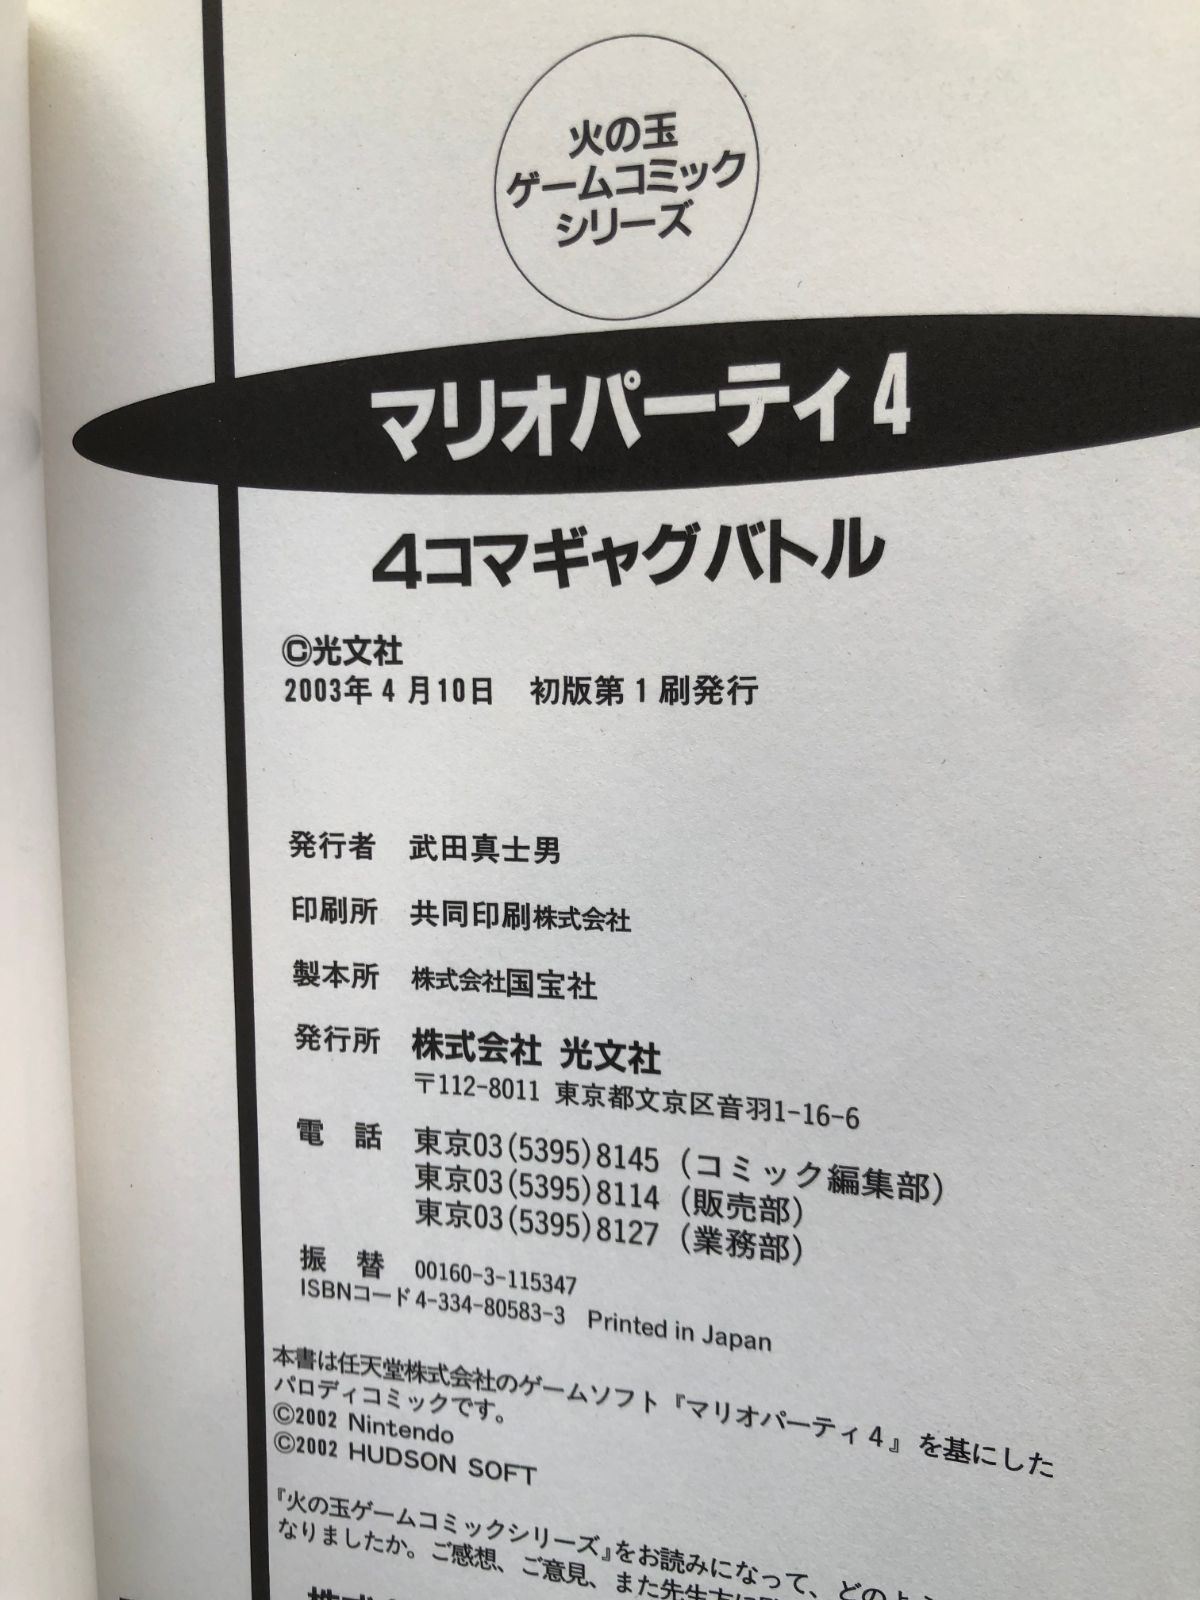 火の玉
ゲームコミック
シリーズ
マリオパーティ4
4コマギャグバトル
©光文社
2003年4月10日　初版第1刷発行
発行者　武田真士男
印刷所　共同印刷株式会社
製本所　株式会社国宝社
発行所　株式会社 光文社
〒112-8011 東京都文京区音羽1-16-6
電　話　東京03(5395)8145 (コミック編集部)
東京03(5395)8114 (販売部)
東京03(5395)8127 (業務部)
振　替　00160-3-115347
ISBNコード4-334-80583-3　Printed in Japan
本書は任天堂株式会社のゲームソフト『マリオパーティ4』を基にした
パロディコミックです。
©2002 Nintendo
©2002 HUDSON SOFT
『火の玉ゲームコミックシリーズ』をお読みになって、どのよう
なりましたか。ご感想、ご意見、また先生方に